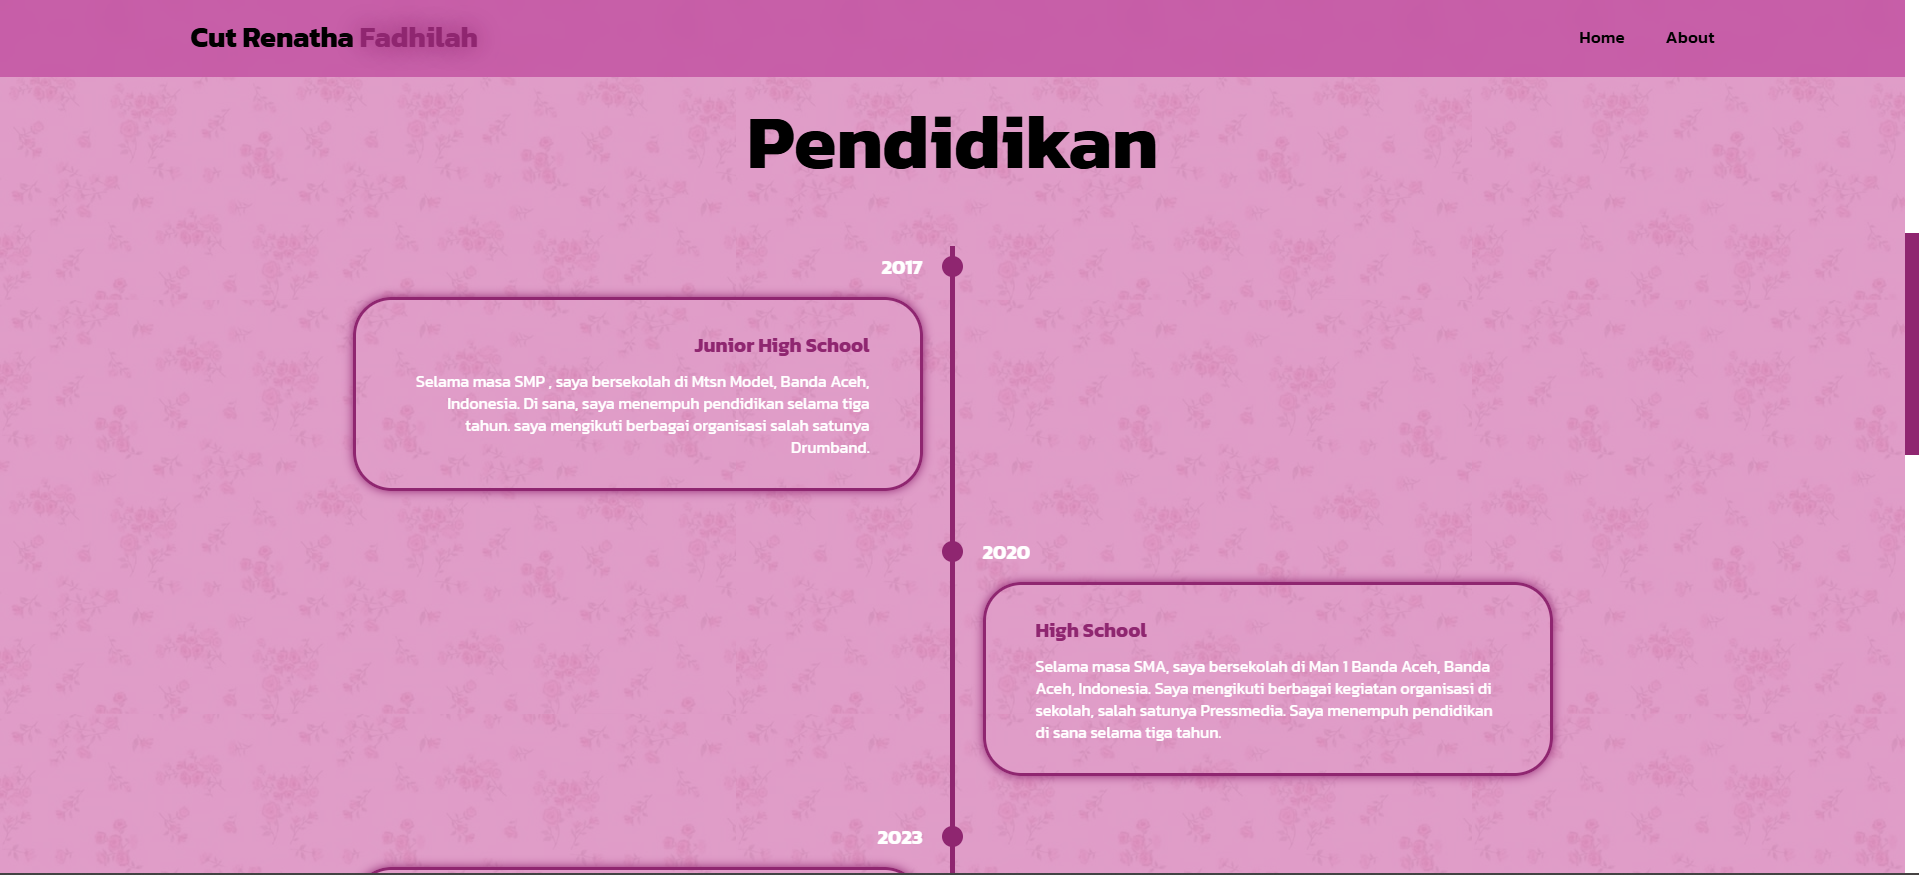 Cut Renatha Fadhilah
Home
About
Pendidikan
2017
Junior High School
Selama masa SMP , saya bersekolah di Mtsn Model, Banda Aceh,
Indonesia. Di sana, saya menempuh pendidikan selama tiga
tahun. saya mengikuti berbagai organisasi salah satunya
Drumband.
2020
High School
Selama masa SMA, saya bersekolah di Man 1 Banda Aceh, Banda
Aceh, Indonesia. Saya mengikuti berbagai kegiatan organisasi di
sekolah, salah satunya Pressmedia. Saya menempuh pendidikan
di sana selama tiga tahun.
2023